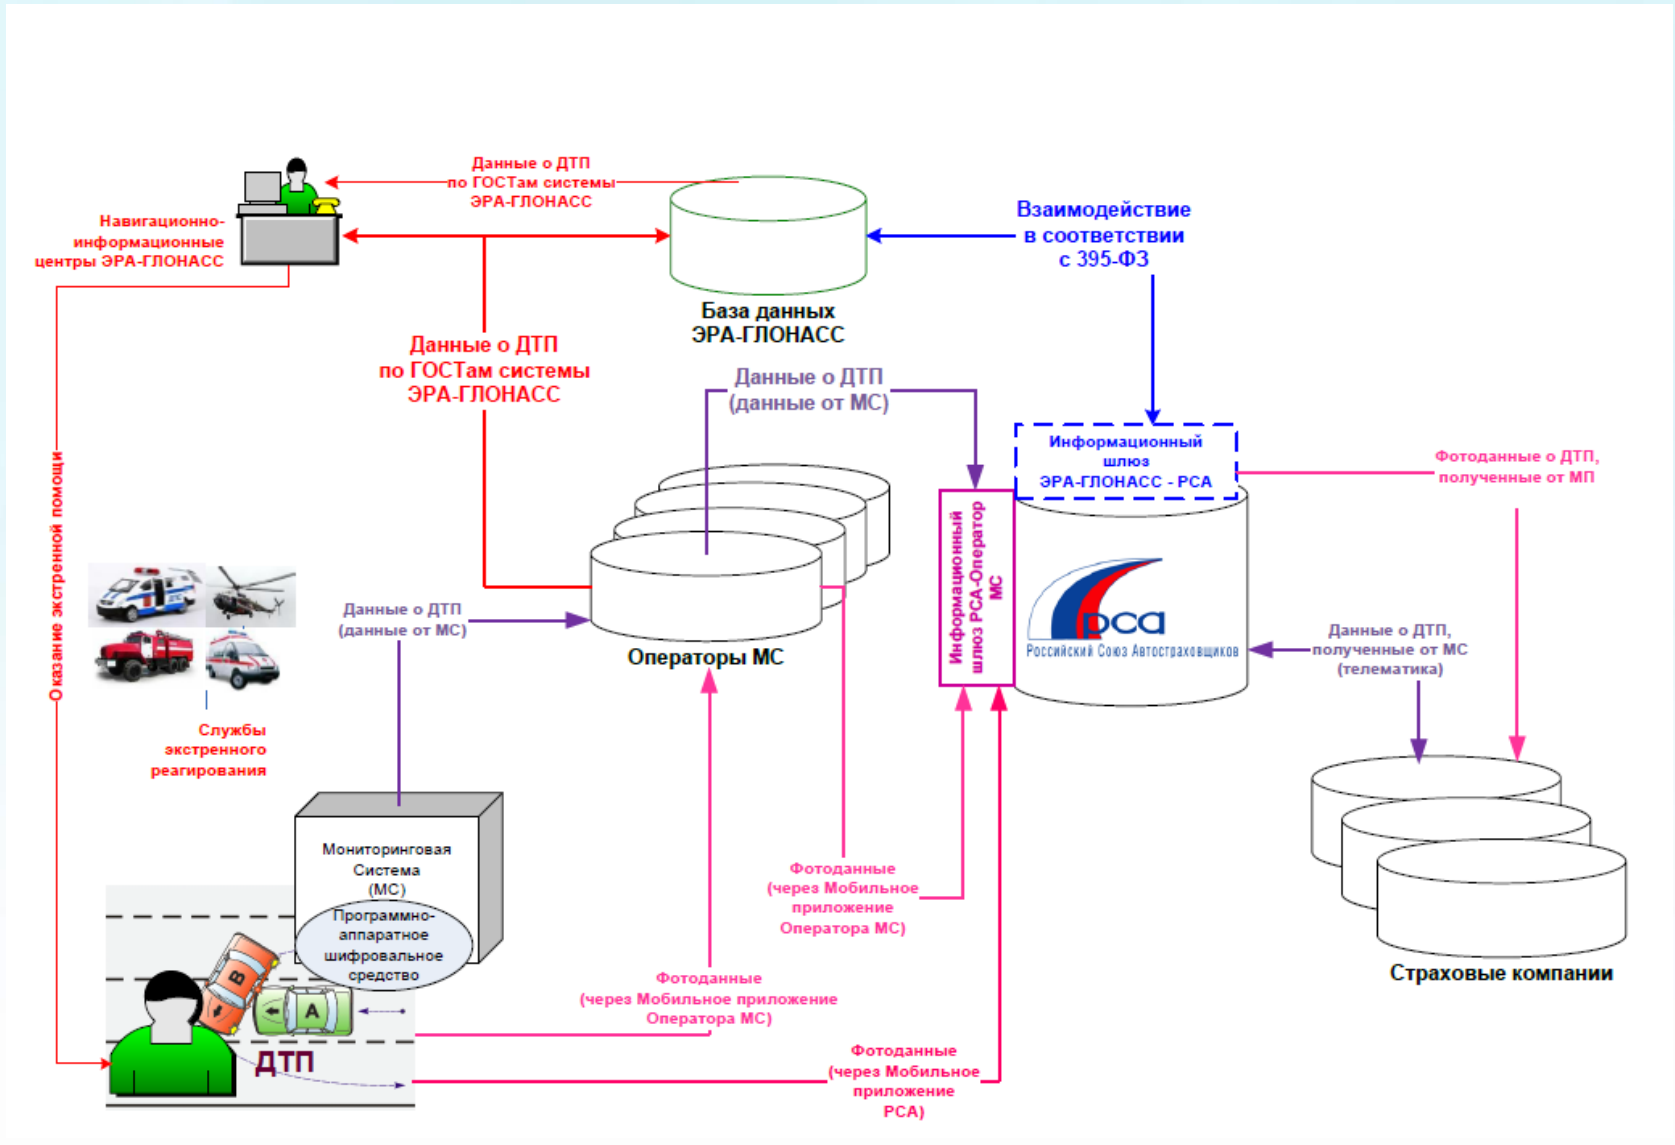 Данные о ДТП
по ГОСТам системы
ЭРА-ГЛОНАСС
Навигационно-
информационные
центры ЭРА-ГЛОНАСС
Взаимодействие
в соответствии
с 395-ФЗ
База данных
ЭРА-ГЛОНАСС
Данные о ДТП
по ГОСТам системы
ЭРА-ГЛОНАСС
Данные о ДТП
(данные от МС)
Информационный
шлюз
ЭРА-ГЛОНАСС - РСА
Фотоданные о ДТП,
полученные от МП
Оказание экстренной помощи
Информационный
шлюз РСА-Оператор
МС
рса
Российский Союз Автостраховщиков
Данные о ДТП
(данные от МС)
Операторы МС
Данные о ДТП,
полученные от МС
(телематика)
Службы
экстренного
реагирования
Мониторинговая
Система
(МС)
Программно-
аппаратное
шифровальное
средство
Фотоданные
(через Мобильное
приложение
Оператора МС)
Страховые компании
Фотоданные
(через Мобильное приложение
Оператора МС)
B
A
ДТП
Фотоданные
(через Мобильное
приложение
РСА)